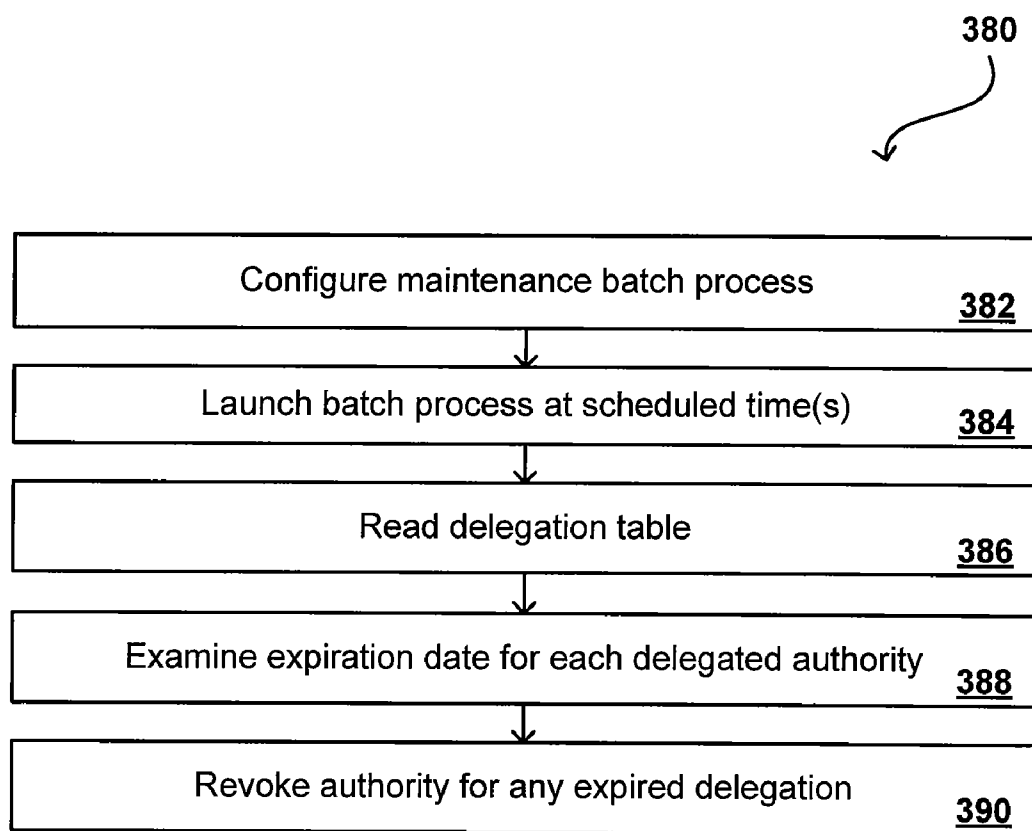 380
Configure maintenance batch process
382
Launch batch process at scheduled time(s)
384
Read delegation table
386
Examine expiration date for each delegated authority
388
Revoke authority for any expired delegation
390